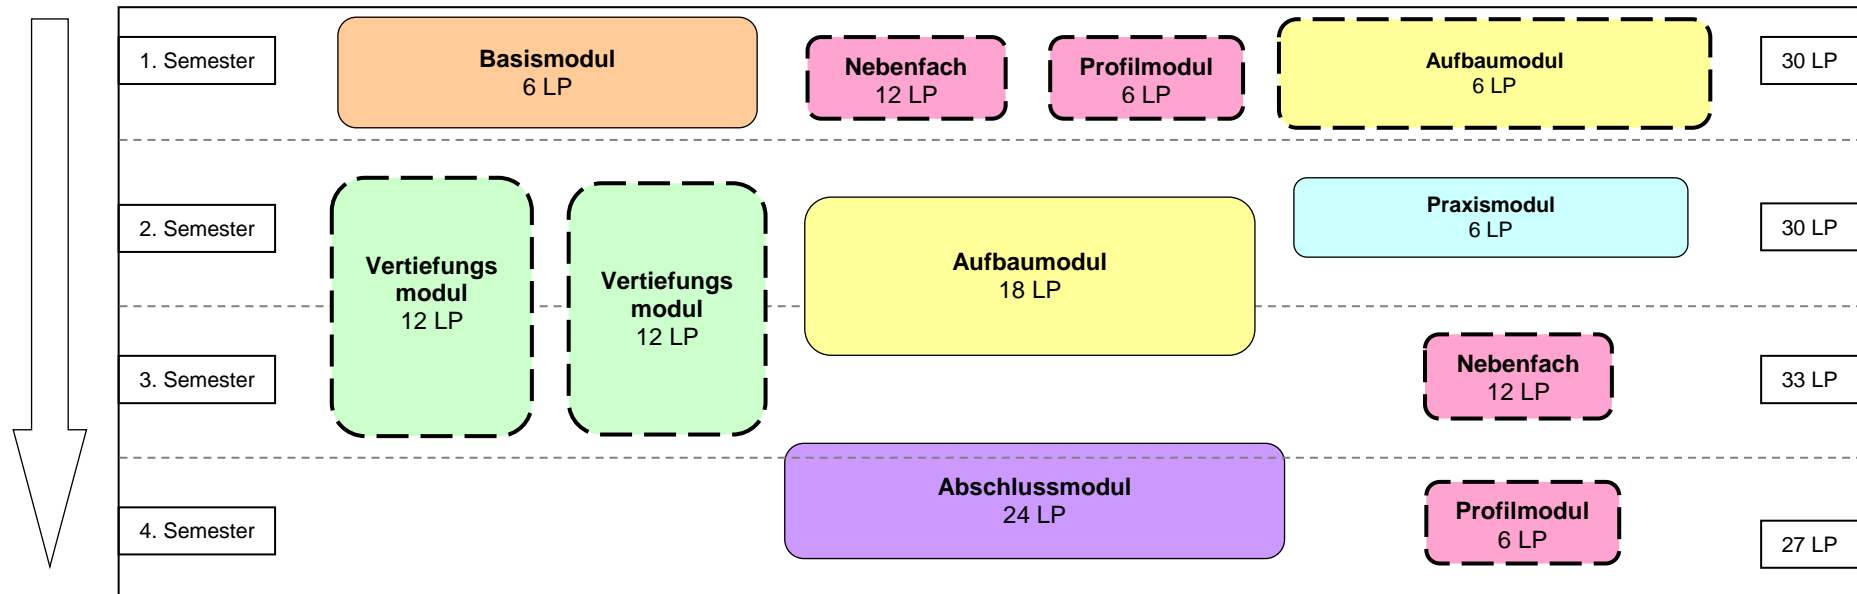 1. Semester
Basismodul
6 LP
Nebenfach
12 LP
Profilmodul
6 LP
Aufbaumodul
6 LP
30 LP
2. Semester
Vertiefungs
modul
12 LP
Vertiefungs
modul
12 LP
Aufbaumodul
18 LP
Praxismodul
6 LP
30 LP
3. Semester
Nebenfach
12 LP
33 LP
4. Semester
Abschlussmodul
24 LP
Profilmodul
6 LP
27 LP